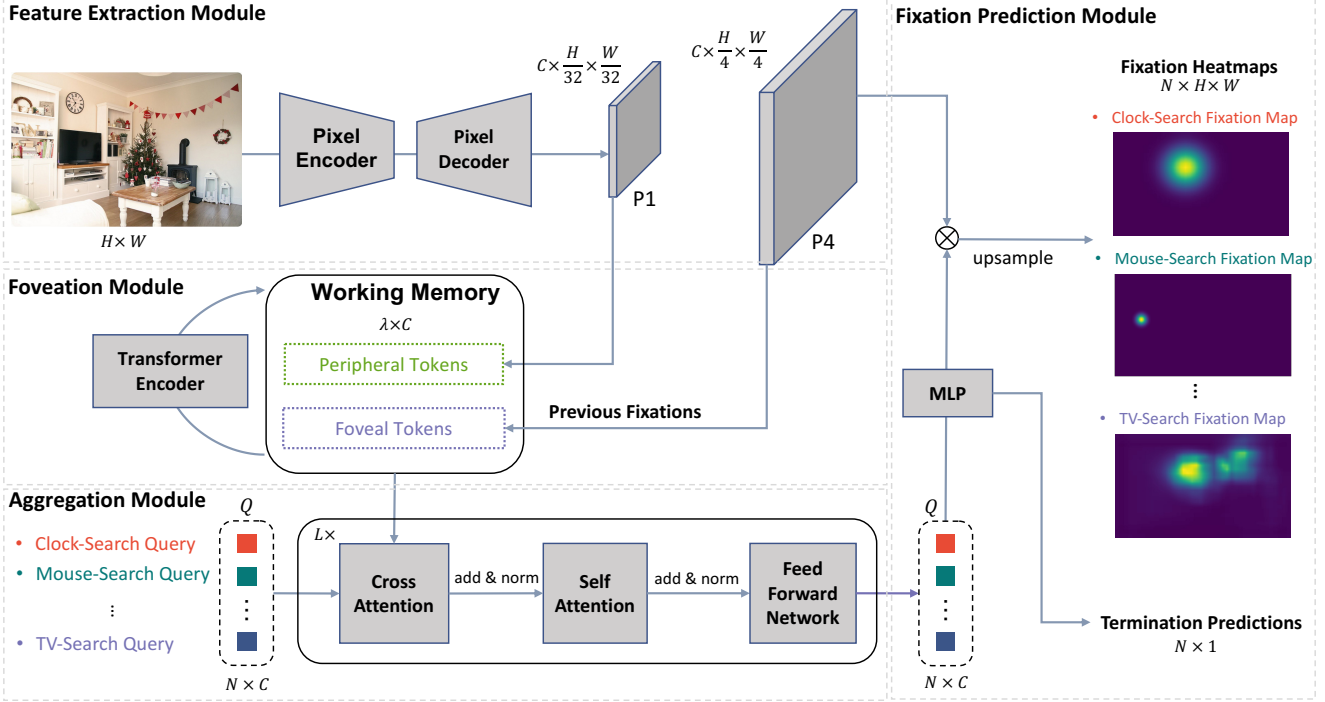 Feature Extraction Module
H × W
Pixel
Encoder
Pixel
Decoder
C × H/32 × W/32
P1
C × H/4 × W/4
P4
Foveation Module
Transformer
Encoder
Working Memory
λ×C
Peripheral Tokens
Foveal Tokens
Previous Fixations
Aggregation Module
• Clock-Search Query
• Mouse-Search Query
⋮
• TV-Search Query
Q
⋮
N × C
L×
Cross
Attention
add & norm
Self
Attention
add & norm
Feed
Forward
Network
Q
⋮
N × C
Fixation Prediction Module
MLP
⊗
upsample
Fixation Heatmaps
N × H × W
• Clock-Search Fixation Map
• Mouse-Search Fixation Map
⋮
• TV-Search Fixation Map
Termination Predictions
N × 1